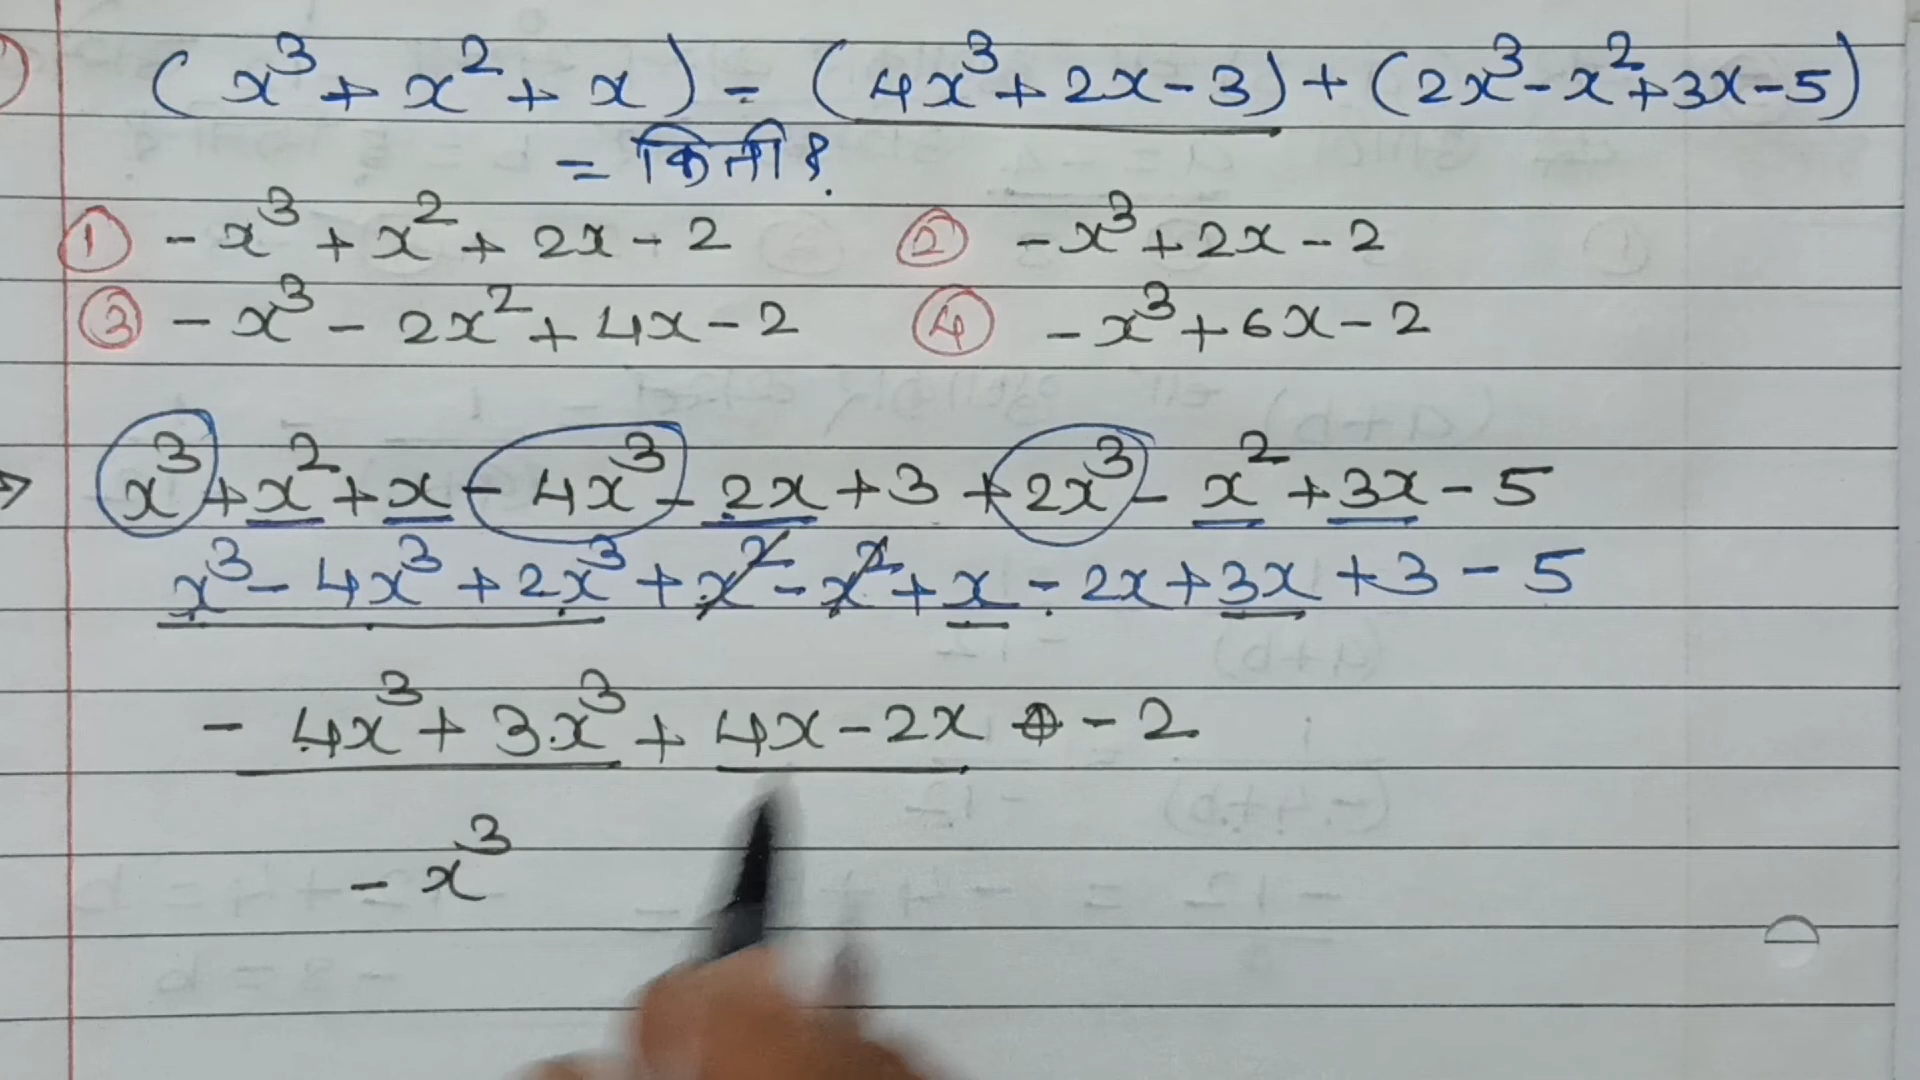 (x³ + x² + x) - (4x³ + 2x - 3) + (2x³ - x² + 3x - 5)
= किती?
① - x³ + x² + 2x - 2 ② - x³ + 2x - 2
③ - x³ - 2x² + 4x - 2 ④ - x³ + 6x - 2
→ x³ + x² + x - 4x³ - 2x + 3 + 2x³ - x² + 3x - 5
x³ - 4x³ + 2x³ + x² - x² + x - 2x + 3x + 3 - 5
- 4x³ + 3x³ + 4x - 2x - 2
- x³